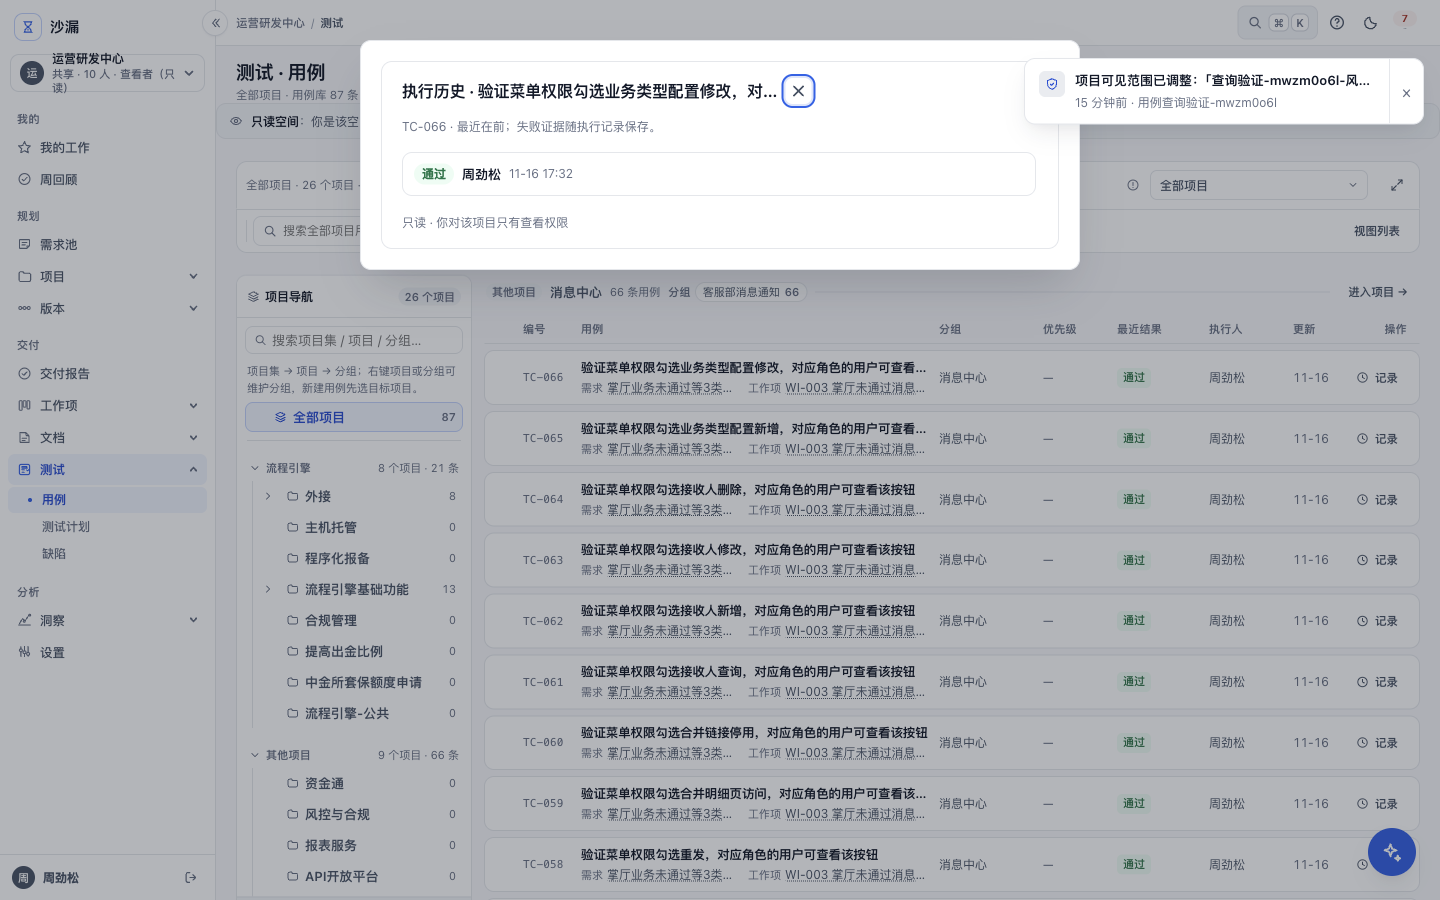 沙漏
运营研发中心
共享 · 10 人 · 查看者（只读）
运
我的
我的工作
周回顾
规划
需求池
项目
版本
交付
交付报告
工作项
文档
测试
用例
测试计划
缺陷
分析
洞察
设置
周
周劲松
运营研发中心 / 测试
⌘ K
7
测试 · 用例
全部项目 · 用例库 87 条
只读空间：你是该空
执行历史 · 验证菜单权限勾选业务类型配置修改，对...
TC-066 · 最近在前；失败证据随执行记录保存。
通过 周劲松 11-16 17:32
只读 · 你对该项目只有查看权限
项目可见范围已调整：「查询验证-mwzm0o6l-风...
15 分钟前 · 用例查询验证-mwzm0o6l
全部项目 · 26 个项目 ·
全部项目
搜索全部项目用
视图列表
项目导航 26 个项目
搜索项目集 / 项目 / 分组...
项目集 → 项目 → 分组；右键项目或分组可
维护分组，新建用例先选目标项目。
全部项目 87
流程引擎 8 个项目 · 21 条
外接 8
主机托管 0
程序化报备 0
流程引擎基础功能 13
合规管理 0
提高出金比例 0
中金所套保额度申请 0
流程引擎-公共 0
其他项目 9 个项目 · 66 条
资金通 0
风控与合规 0
报表服务 0
API开放平台 0
其他项目 消息中心 66 条用例 分组 客服部消息通知 66 进入项目 →
编号 用例 分组 优先级 最近结果 执行人 更新 操作
TC-066 验证菜单权限勾选业务类型配置修改，对应角色的用户可查看... 消息中心 — 通过 周劲松 11-16 记录
需求 掌厅业务未通过等3类... 工作项 WI-003 掌厅未通过消息...
TC-065 验证菜单权限勾选业务类型配置新增，对应角色的用户可查看... 消息中心 — 通过 周劲松 11-16 记录
需求 掌厅业务未通过等3类... 工作项 WI-003 掌厅未通过消息...
TC-064 验证菜单权限勾选接收人删除，对应角色的用户可查看该按钮 消息中心 — 通过 周劲松 11-16 记录
需求 掌厅业务未通过等3类... 工作项 WI-003 掌厅未通过消息...
TC-063 验证菜单权限勾选接收人修改，对应角色的用户可查看该按钮 消息中心 — 通过 周劲松 11-16 记录
需求 掌厅业务未通过等3类... 工作项 WI-003 掌厅未通过消息...
TC-062 验证菜单权限勾选接收人新增，对应角色的用户可查看该按钮 消息中心 — 通过 周劲松 11-16 记录
需求 掌厅业务未通过等3类... 工作项 WI-003 掌厅未通过消息...
TC-061 验证菜单权限勾选接收人查询，对应角色的用户可查看该按钮 消息中心 — 通过 周劲松 11-16 记录
需求 掌厅业务未通过等3类... 工作项 WI-003 掌厅未通过消息...
TC-060 验证菜单权限勾选合并链接停用，对应角色的用户可查看该按钮 消息中心 — 通过 周劲松 11-16 记录
需求 掌厅业务未通过等3类... 工作项 WI-003 掌厅未通过消息...
TC-059 验证菜单权限勾选合并明细页访问，对应角色的用户可查看该... 消息中心 — 通过 周劲松 11-16 记录
需求 掌厅业务未通过等3类... 工作项 WI-003 掌厅未通过消息...
TC-058 验证菜单权限勾选重发，对应角色的用户可查看该按钮 消息中心 — 通过 周劲松 11-16
需求 掌厅业务未通过等3类... 工作项 WI-003 掌厅未通过消息...